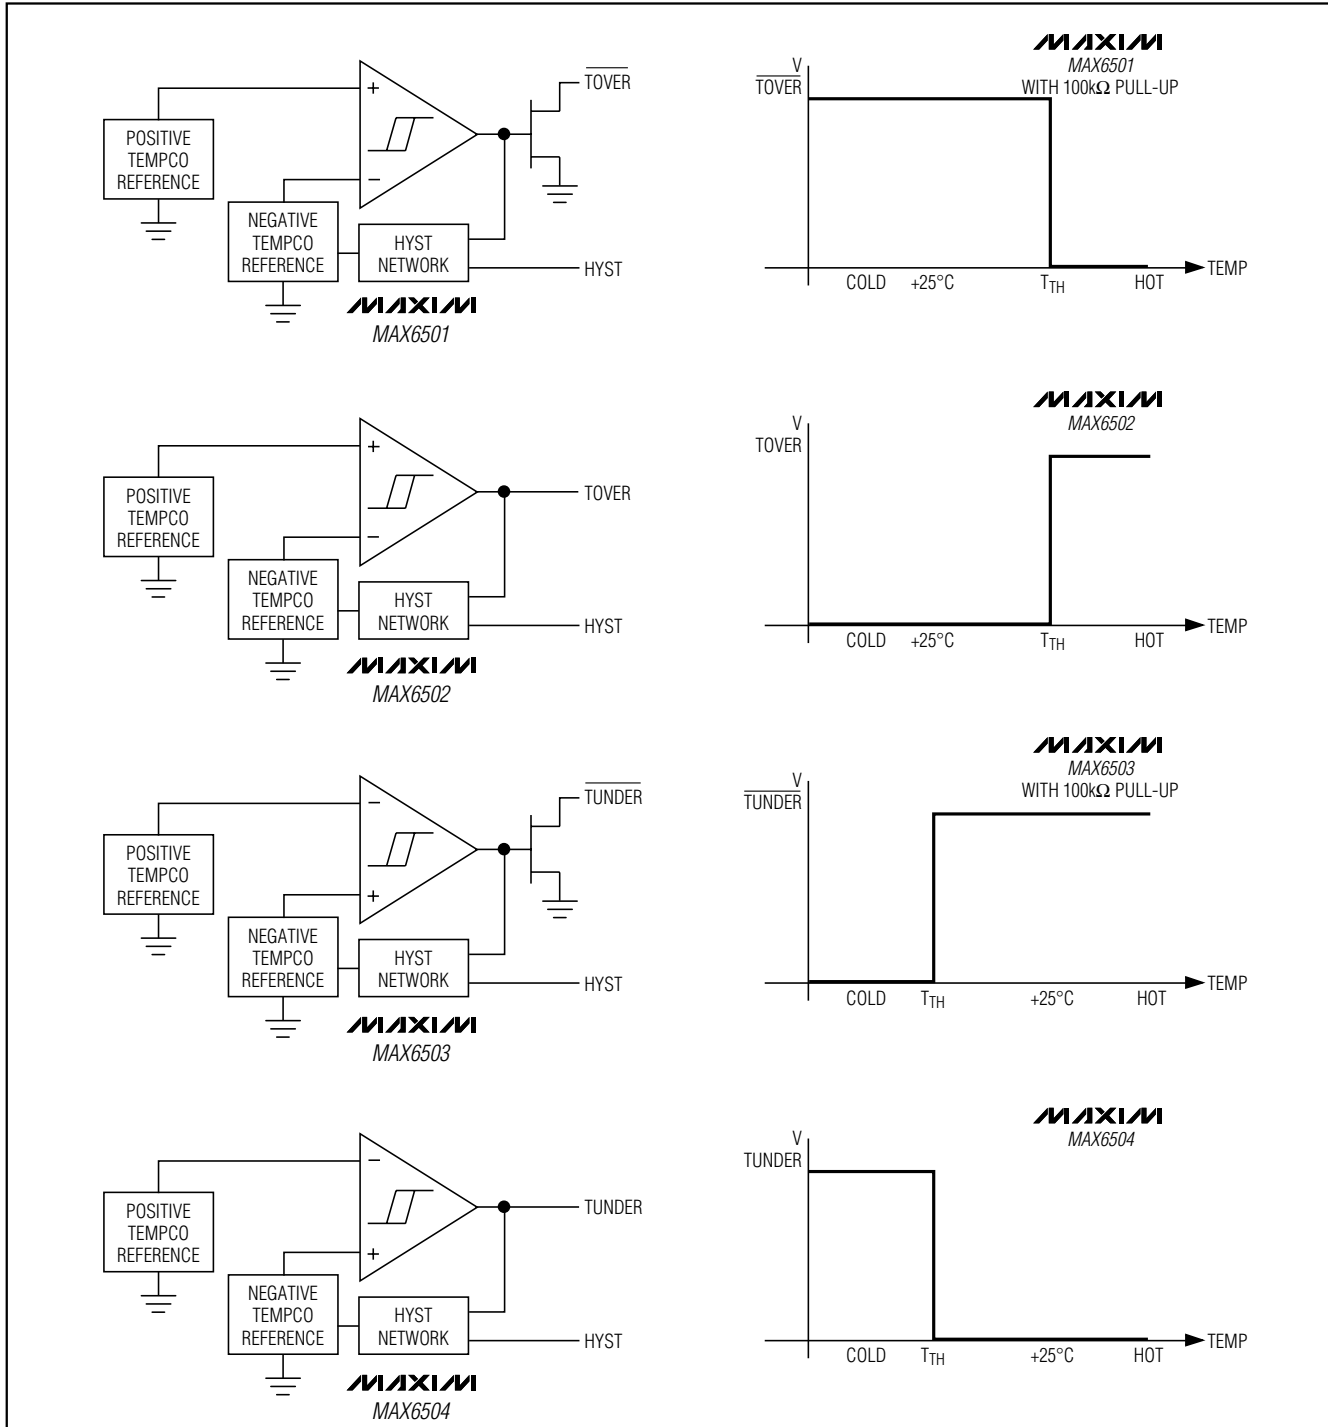 MAXIM
MAX6501
WITH 100kΩ PULL-UP
+
−
POSITIVE
TEMPCO
REFERENCE
NEGATIVE
TEMPCO
REFERENCE
HYST
NETWORK
TOVER
HYST
MAXIM
MAX6501
V
TOVER
COLD
+25°C
TTH
HOT
TEMP
MAXIM
MAX6502
+
−
POSITIVE
TEMPCO
REFERENCE
NEGATIVE
TEMPCO
REFERENCE
HYST
NETWORK
TOVER
HYST
MAXIM
MAX6502
V
TOVER
COLD
+25°C
TTH
HOT
TEMP
MAXIM
MAX6503
WITH 100kΩ PULL-UP
−
+
POSITIVE
TEMPCO
REFERENCE
NEGATIVE
TEMPCO
REFERENCE
HYST
NETWORK
TUNDER
HYST
MAXIM
MAX6503
V
TUNDER
COLD
TTH
+25°C
HOT
TEMP
MAXIM
MAX6504
−
+
POSITIVE
TEMPCO
REFERENCE
NEGATIVE
TEMPCO
REFERENCE
HYST
NETWORK
TUNDER
HYST
MAXIM
MAX6504
V
TUNDER
COLD
TTH
+25°C
HOT
TEMP